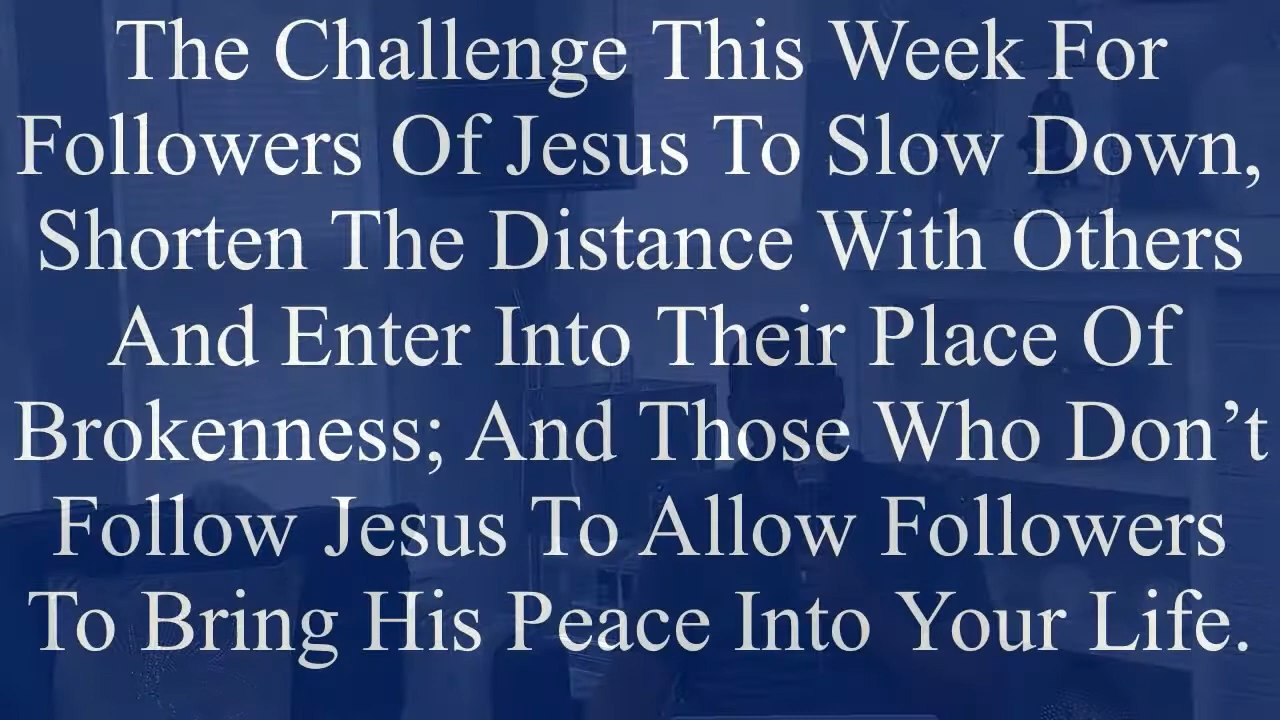 The Challenge This Week For
Followers Of Jesus To Slow Down,
Shorten The Distance With Others
And Enter Into Their Place Of
Brokenness; And Those Who Don’t
Follow Jesus To Allow Followers
To Bring His Peace Into Your Life.